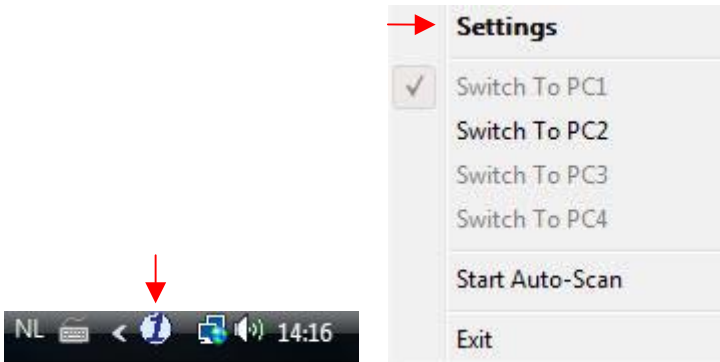 Settings
Switch To PC1
Switch To PC2
Switch To PC3
Switch To PC4
Start Auto-Scan
Exit
NL < 1 14:16